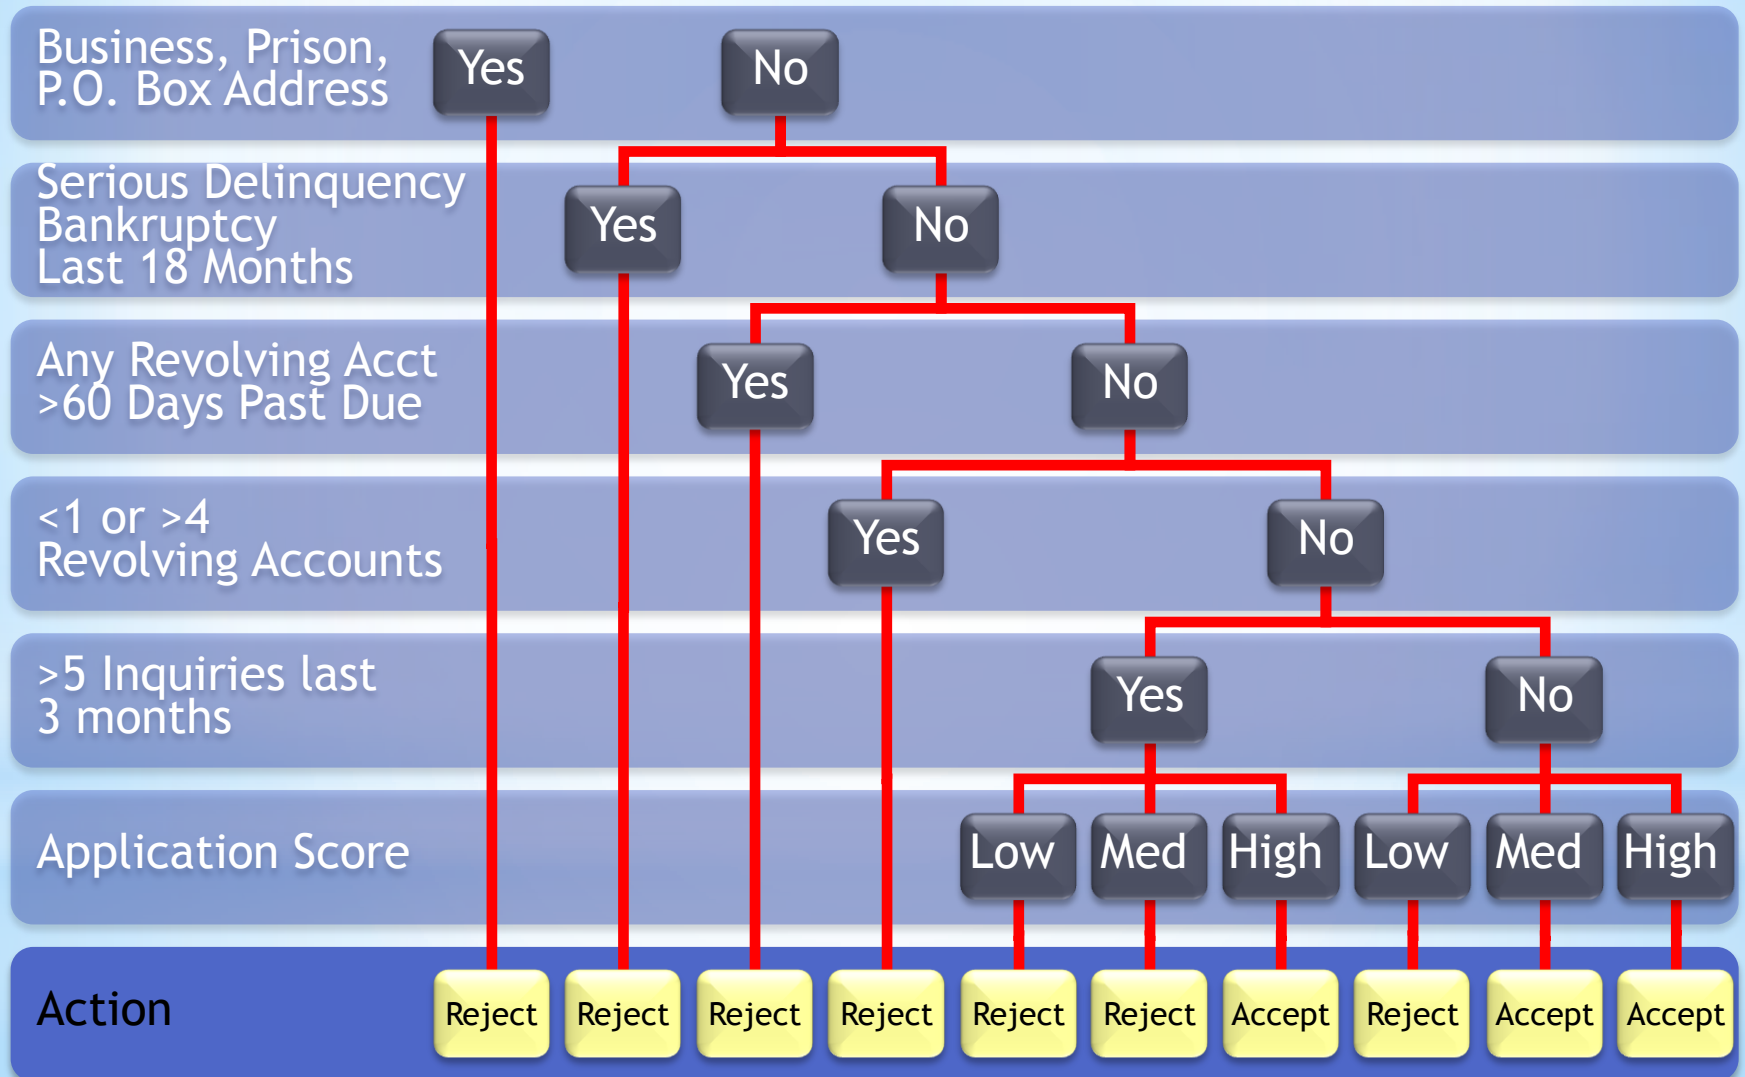 Business, Prison,
P.O. Box Address
Yes
No
Serious Delinquency
Bankruptcy
Last 18 Months
Yes
No
Any Revolving Acct
>60 Days Past Due
Yes
No
<1 or >4
Revolving Accounts
Yes
No
>5 Inquiries last
3 months
Yes
No
Application Score
Low
Med
High
Low
Med
High
Action
Reject
Reject
Reject
Reject
Reject
Reject
Accept
Reject
Accept
Accept